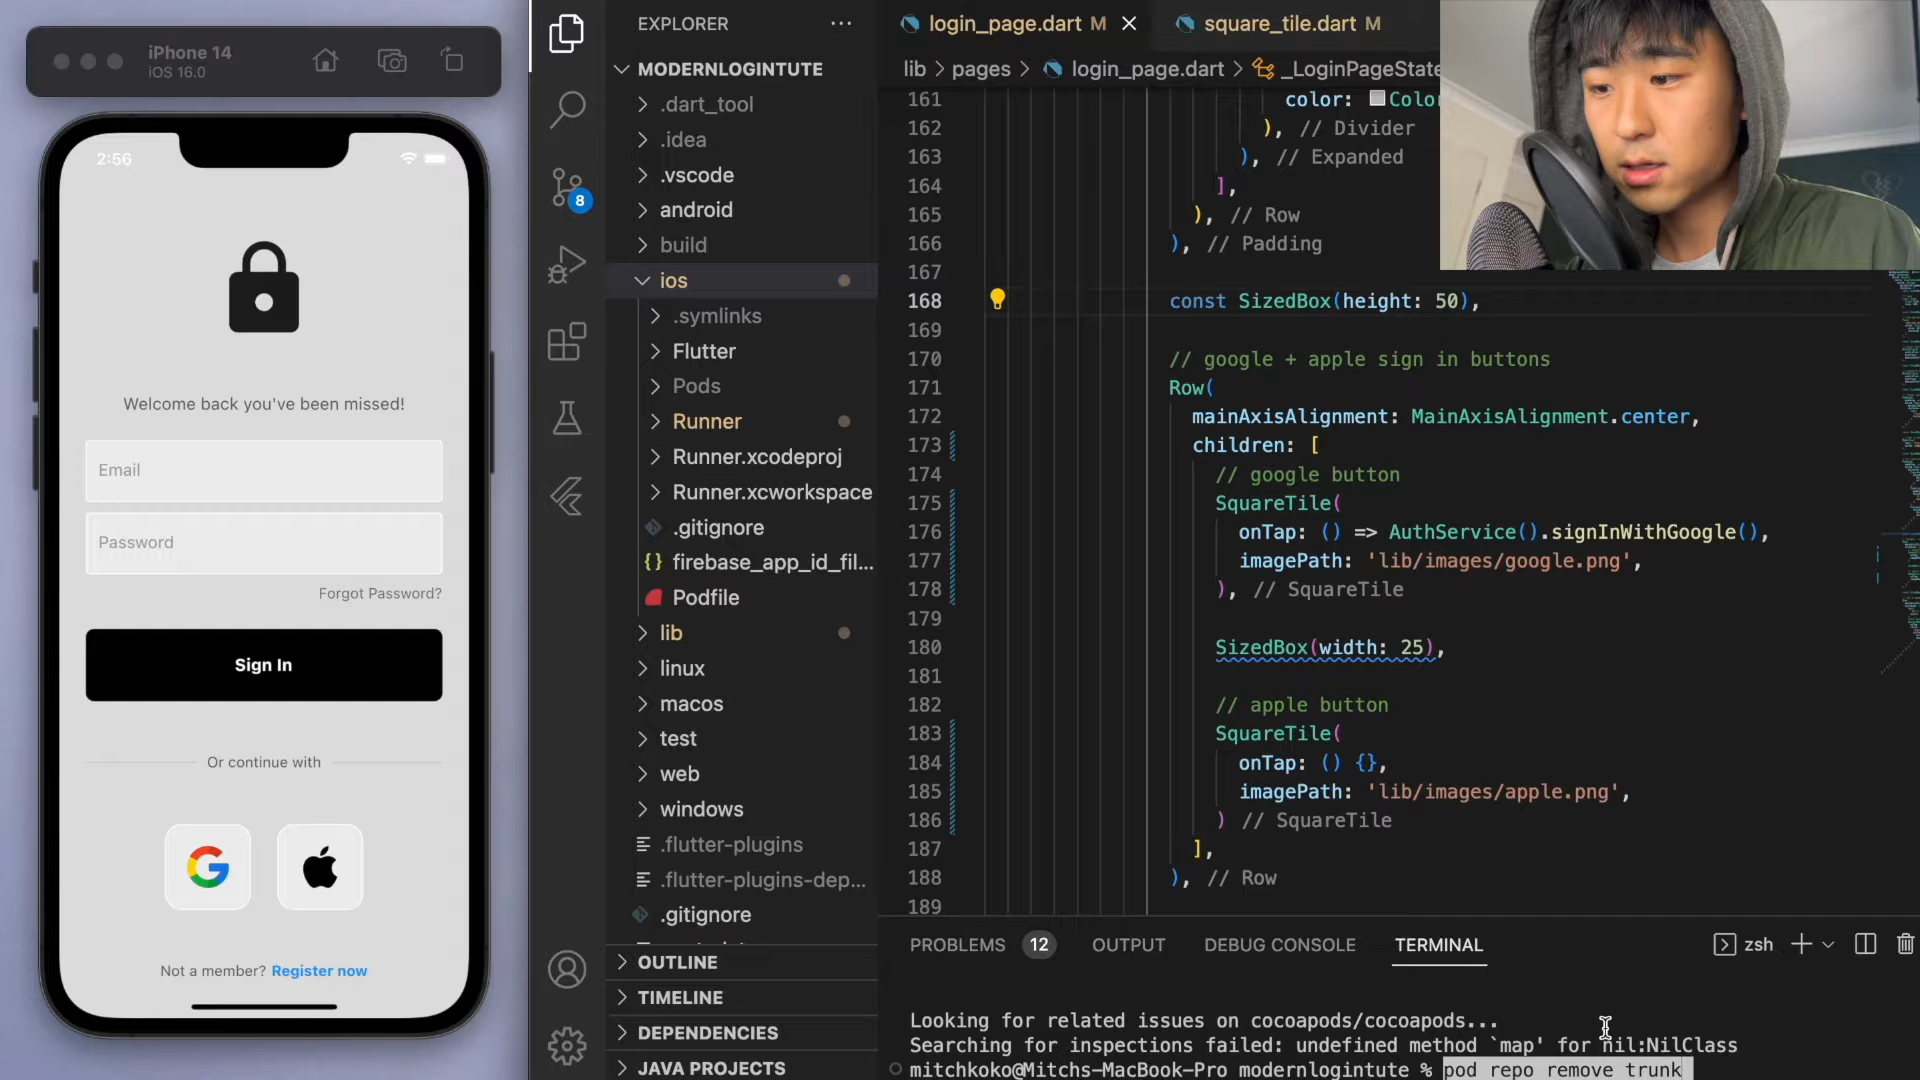 iPhone 14
iOS 16.0
2:56
Welcome back you've been missed!
Email
Password
Forgot Password?
Sign In
Or continue with
Not a member? Register now
8
EXPLORER
MODERNLOGINTUTE
.dart_tool
.idea
.vscode
android
build
ios
.symlinks
Flutter
Pods
Runner
Runner.xcodeproj
Runner.xcworkspace
.gitignore
{} firebase_app_id_fil...
Podfile
lib
linux
macos
test
web
windows
.flutter-plugins
.flutter-plugins-dep...
.gitignore
OUTLINE
TIMELINE
DEPENDENCIES
JAVA PROJECTS
login_page.dart M
square_tile.dart M
lib > pages > login_page.dart > _LoginPageState
161 color: Color
162 ), // Divider
163 ), // Expanded
164 ],
165 ), // Row
166 ), // Padding
167
168 const SizedBox(height: 50),
169
170 // google + apple sign in buttons
171 Row(
172 mainAxisAlignment: MainAxisAlignment.center,
173 children: [
174 // google button
175 SquareTile(
176 onTap: () => AuthService().signInWithGoogle(),
177 imagePath: 'lib/images/google.png',
178 ), // SquareTile
179
180 SizedBox(width: 25),
181
182 // apple button
183 SquareTile(
184 onTap: () {},
185 imagePath: 'lib/images/apple.png',
186 ) // SquareTile
187 ],
188 ), // Row
189
PROBLEMS 12 OUTPUT DEBUG CONSOLE TERMINAL zsh
Looking for related issues on cocoapods/cocoapods...
Searching for inspections failed: undefined method `map' for nil:NilClass
mitchkoko@Mitchs-MacBook-Pro modernlogintute % pod repo remove trunk